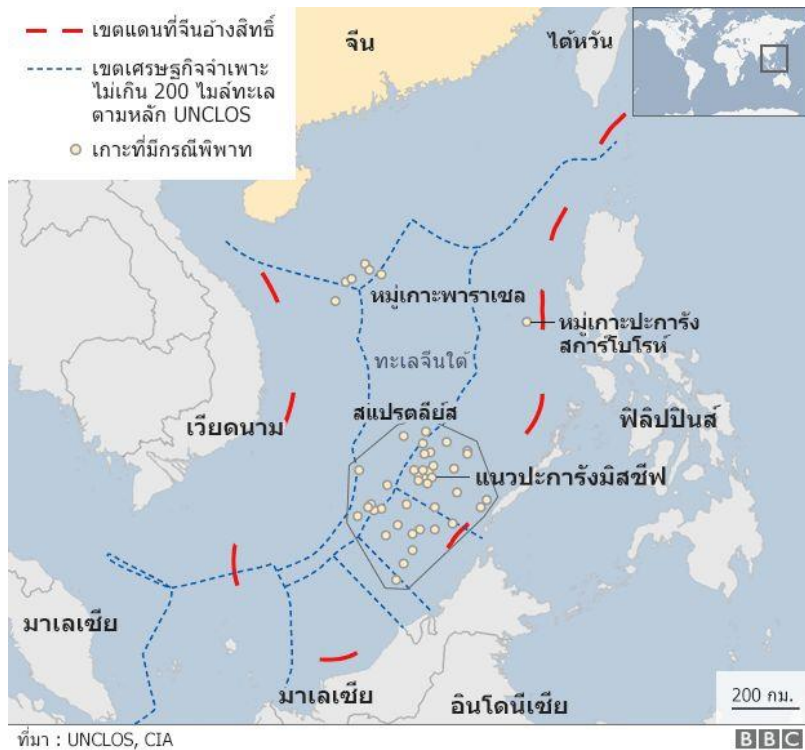 เขตแดนที่จีนอ้างสิทธิ์
เขตเศรษฐกิจจำเพาะ
ไม่เกิน 200 ไมล์ทะเล
ตามหลัก UNCLOS
เกาะที่มีกรณีพิพาท
จีน
ไต้หวัน
หมู่เกาะพาราเซล
หมู่เกาะปะการัง
สการ์โบโรห์
ทะเลจีนใต้
สแปรตลีย์ส
เวียดนาม
ฟิลิปปินส์
แนวปะการังมิสชีฟ
มาเลเซีย
มาเลเซีย
อินโดนีเซีย
200 กม.
ที่มา : UNCLOS, CIA
BBC